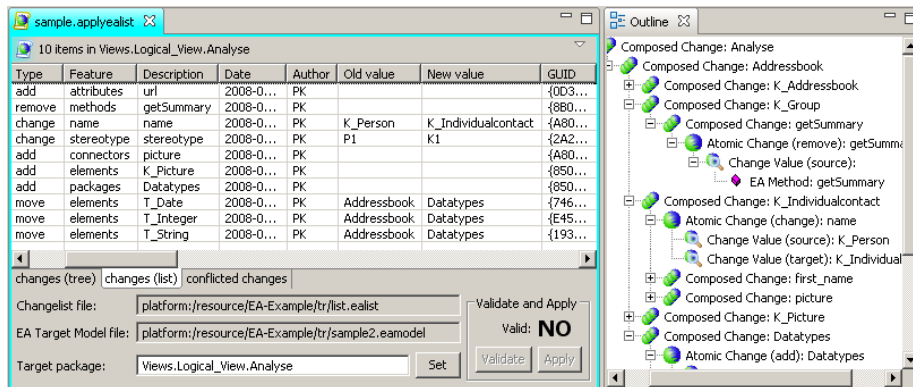 sample.applyealist
10 items in Views.Logical_View.Analyse
Type Feature Description Date Author Old value New value GUID
add attributes url 2008-0... PK {0D3...
remove methods getSummary 2008-0... PK {8B0...
change name name 2008-0... PK K_Person K_Individualcontact {A80...
change stereotype stereotype 2008-0... PK P1 K1 {2A2...
add connectors picture 2008-0... PK {A80...
add elements K_Picture 2008-0... PK {850...
add packages Datatypes 2008-0... PK {850...
move elements T_Date 2008-0... PK Addressbook Datatypes {746...
move elements T_Integer 2008-0... PK Addressbook Datatypes {E45...
move elements T_String 2008-0... PK Addressbook Datatypes {193...
changes (tree) changes (list) conflicted changes
Changelist file: platform:/resource/EA-Example/tr/list.ealist
EA Target Model file: platform:/resource/EA-Example/tr/sample2.eamodel
Target package: Views.Logical_View.Analyse Set
Validate and Apply
Valid: NO
Validate Apply
Outline
Composed Change: Analyse
Composed Change: Addressbook
Composed Change: K_Addressbook
Composed Change: K_Group
Composed Change: getSummary
Atomic Change (remove): getSumma
Change Value (source):
EA Method: getSummary
Composed Change: K_Individualcontact
Atomic Change (change): name
Change Value (source): K_Person
Change Value (target): K_Individual
Composed Change: first_name
Composed Change: picture
Composed Change: K_Picture
Composed Change: Datatypes
Atomic Change (add): Datatypes